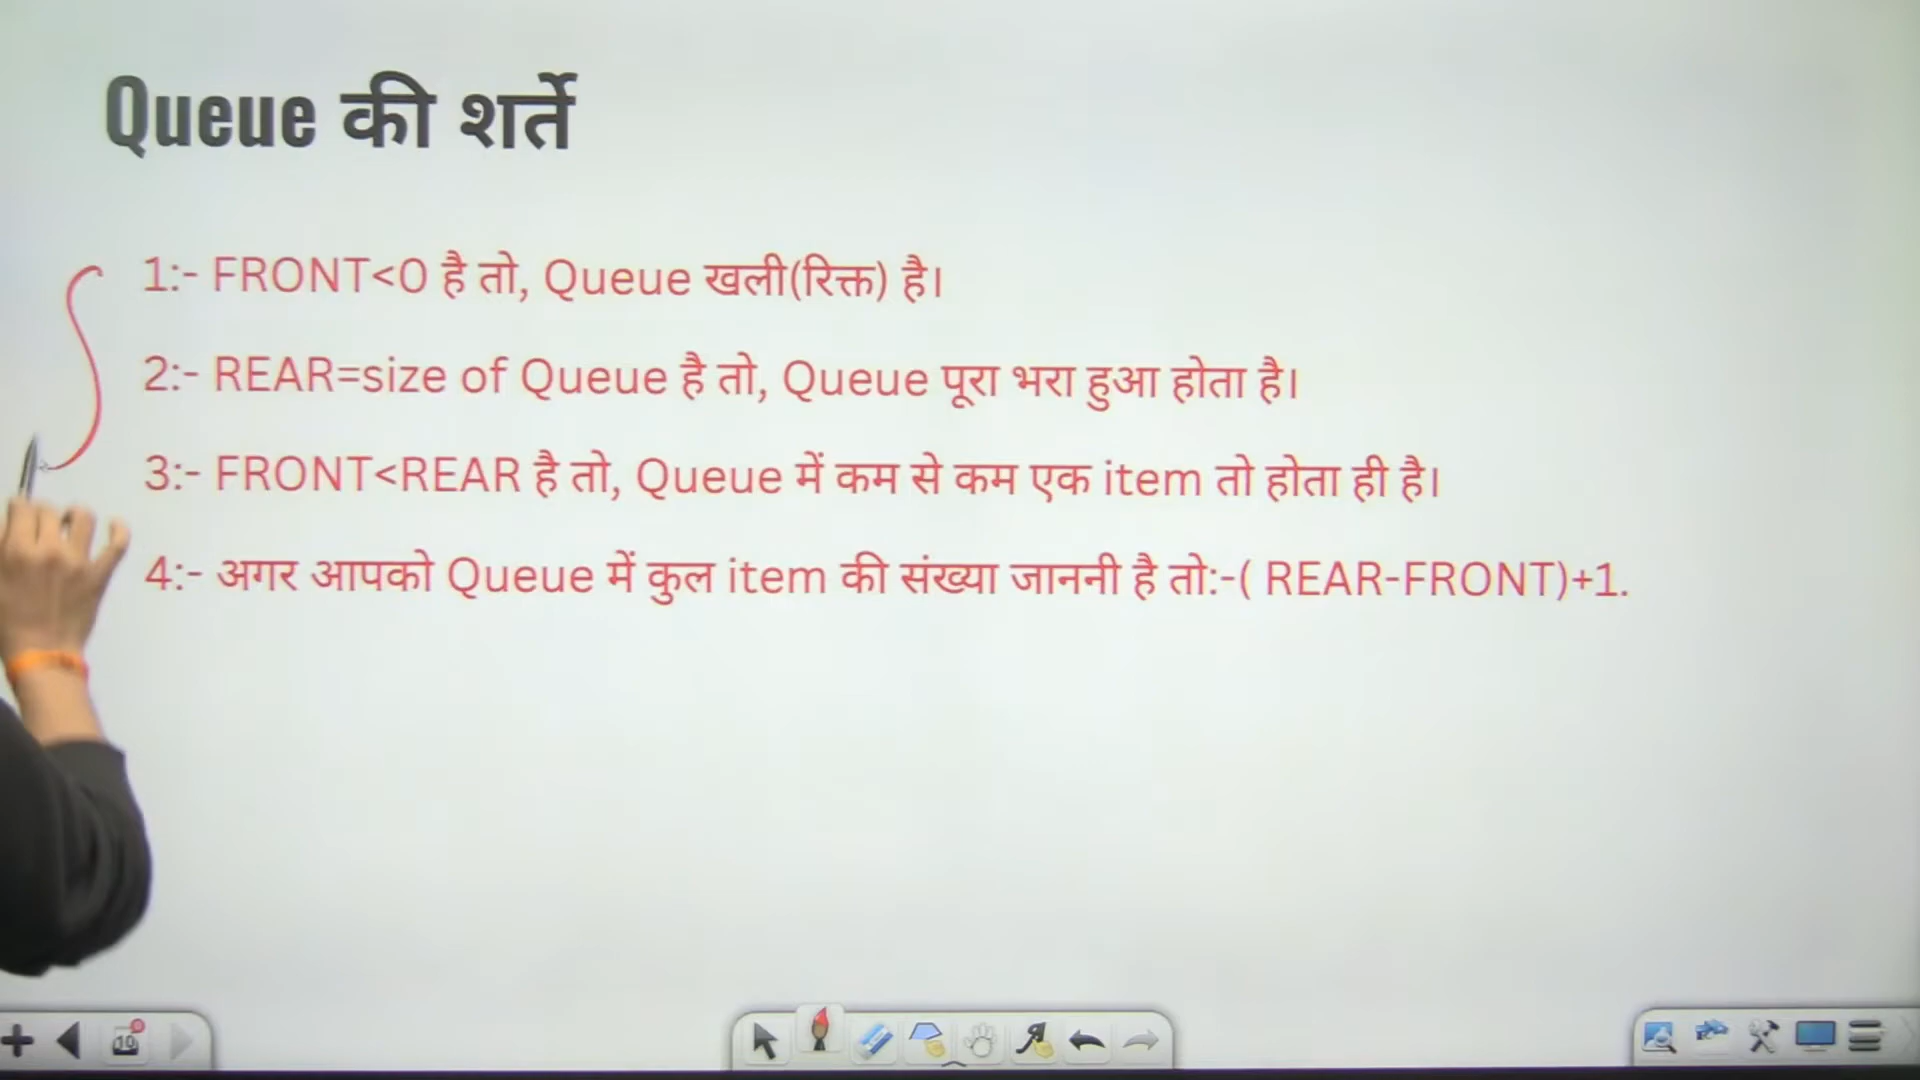 Queue की शर्ते
1:- FRONT<0 है तो, Queue खली(रिक्त) है।
2:- REAR=size of Queue है तो, Queue पूरा भरा हुआ होता है।
3:- FRONT<REAR है तो, Queue में कम से कम एक item तो होता ही है।
4:- अगर आपको Queue में कुल item की संख्या जाननी है तो:-( REAR-FRONT)+1.
10